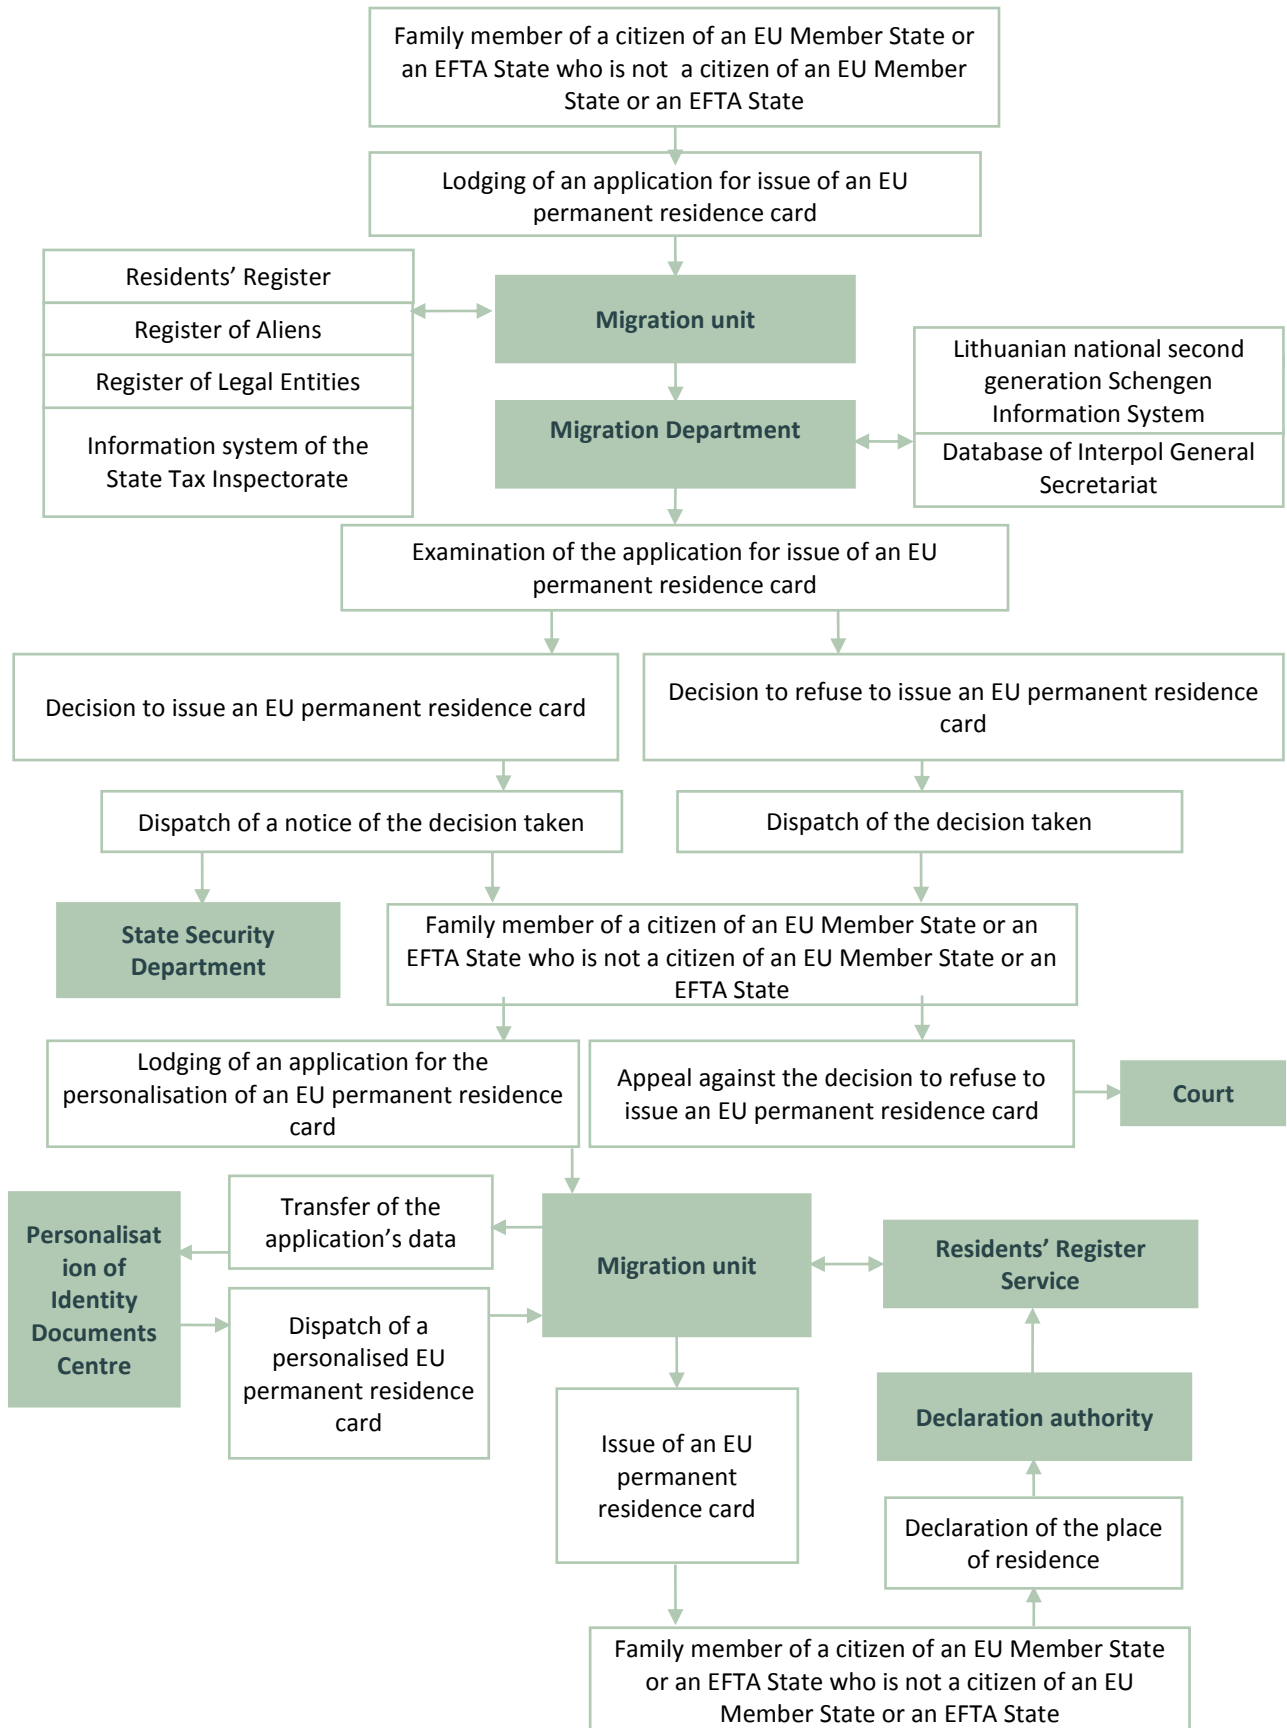 Family member of a citizen of an EU Member State or
an EFTA State who is not a citizen of an EU Member
State or an EFTA State
Lodging of an application for issue of an EU
permanent residence card
Residents’ Register
Register of Aliens
Register of Legal Entities
Information system of the
State Tax Inspectorate
Migration unit
Migration Department
Lithuanian national second
generation Schengen
Information System
Database of Interpol General
Secretariat
Examination of the application for issue of an EU
permanent residence card
Decision to issue an EU permanent residence card
Decision to refuse to issue an EU permanent residence
card
Dispatch of a notice of the decision taken
Dispatch of the decision taken
State Security
Department
Family member of a citizen of an EU Member State or an
EFTA State who is not a citizen of an EU Member State or an
EFTA State
Lodging of an application for the
personalisation of an EU permanent residence
card
Appeal against the decision to refuse to
issue an EU permanent residence card
Court
Personalisat
ion of
Identity
Documents
Centre
Transfer of the
application’s data
Dispatch of a
personalised EU
permanent residence
card
Migration unit
Residents’ Register
Service
Declaration authority
Issue of an EU
permanent
residence card
Declaration of the place
of residence
Family member of a citizen of an EU Member State
or an EFTA State who is not a citizen of an EU
Member State or an EFTA State